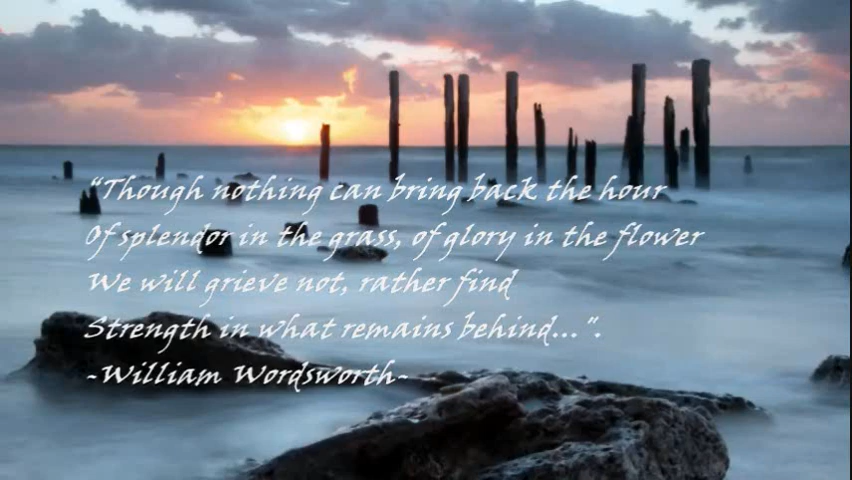 “Though nothing can bring back the hour
Of splendor in the grass, of glory in the flower
We will grieve not, rather find
Strength in what remains behind...”.
~William Wordsworth~